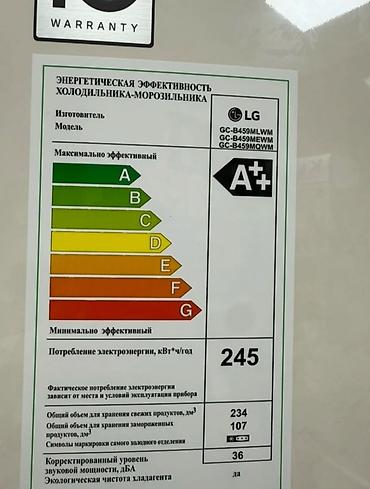 WARRANTY
ЭНЕРГЕТИЧЕСКАЯ ЭФФЕКТИВНОСТЬ
ХОЛОДИЛЬНИКА-МОРОЗИЛЬНИКА
Изготовитель
LG
Модель
GC-B459MLWM
GC-B459MEWM
GC-B459MQWM
Максимально эффективный
A++
A
B
C
D
E
F
G
Минимально эффективный
Потребление электроэнергии, кВт*ч/год
245
Фактическое потребление электроэнергии
зависит от места и условий эксплуатации прибора
Общий объем для хранения свежих продуктов, дм³ 234
Общий объем для хранения замороженных
продуктов, дм³ 107
Символы маркировки самого холодного отделения
Корректированный уровень
звуковой мощности, дБА 36
Экологическая чистота хладагента да